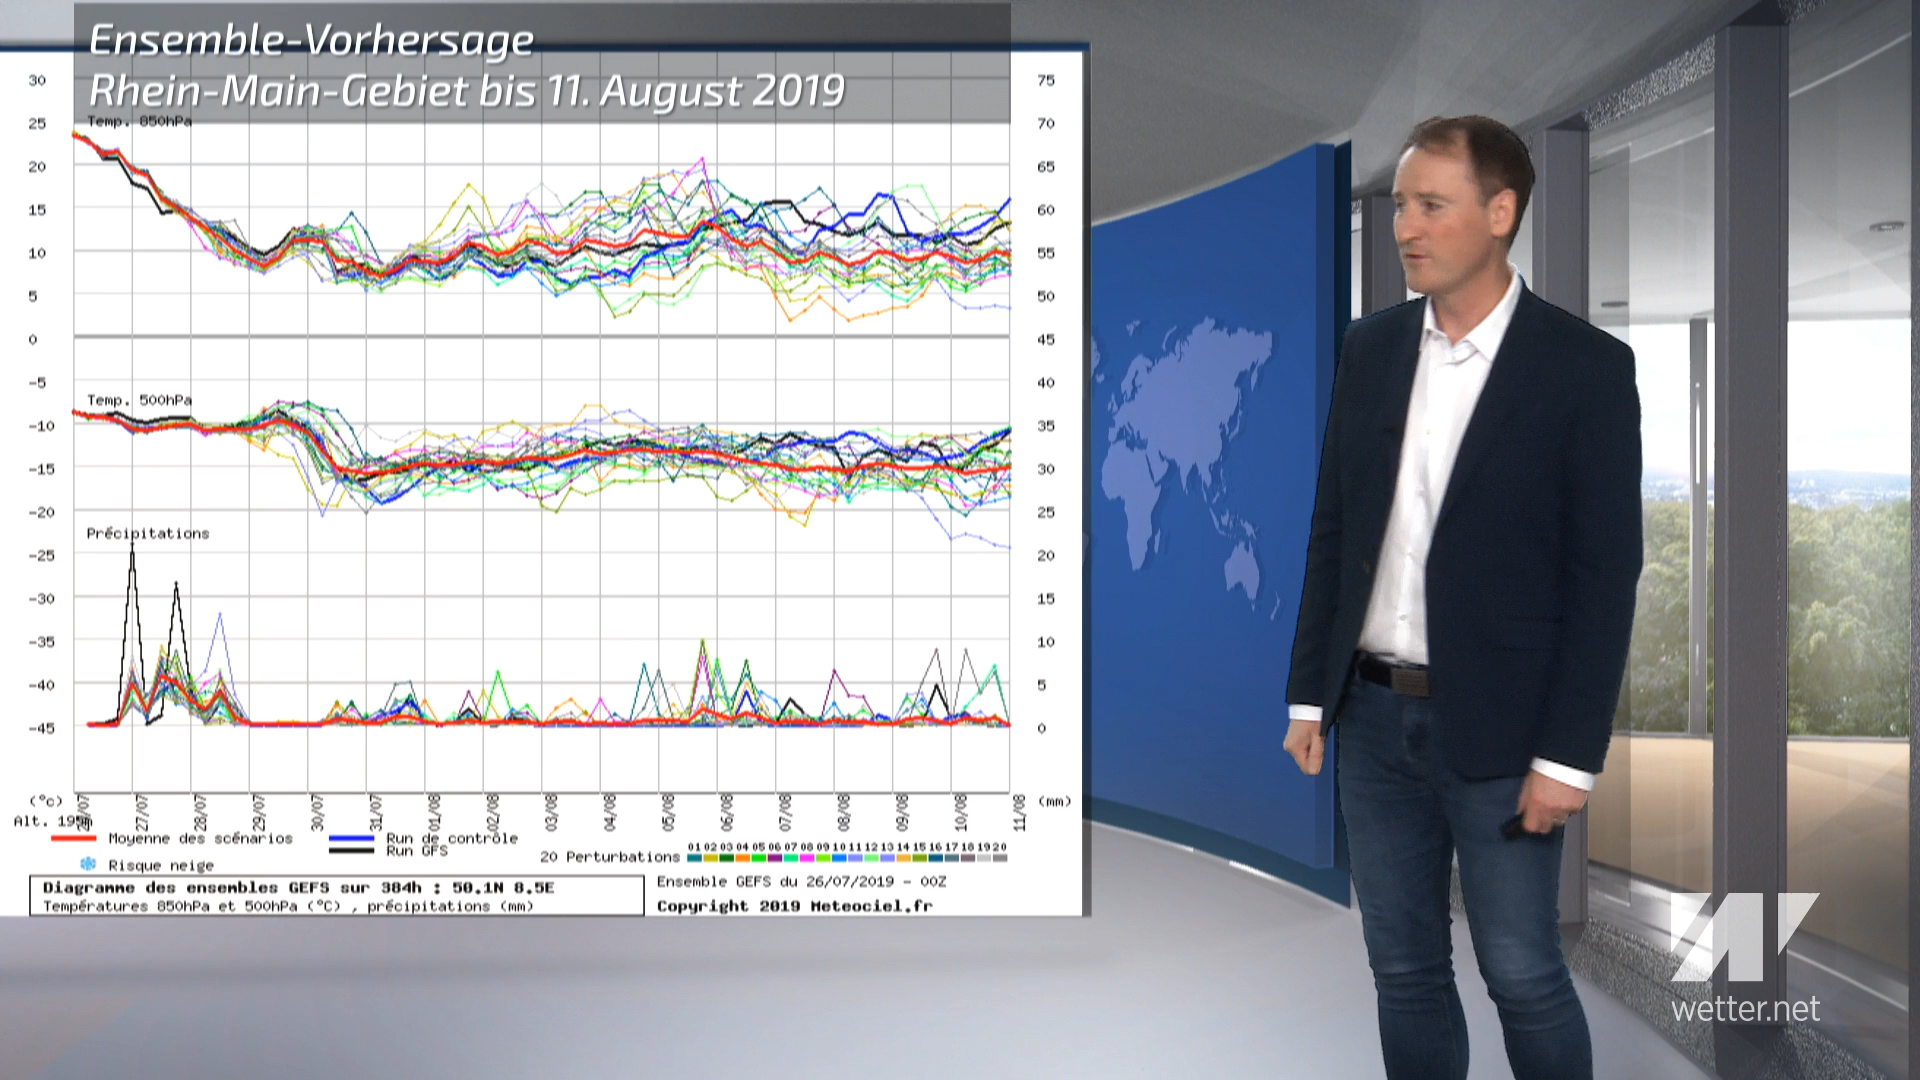 Ensemble-Vorhersage
Rhein-Main-Gebiet bis 11. August 2019
30
25
20
15
10
5
0
-5
-10
-15
-20
-25
-30
-35
-40
-45
75
70
65
60
55
50
45
40
35
30
25
20
15
10
5
0
Temp. 850hPa
Temp. 500hPa
Précipitations
(°c)
(mm)
27/07
28/07
29/07
30/07
31/07
01/08
02/08
03/08
04/08
05/08
06/08
07/08
08/08
09/08
10/08
11/08
Alt.
Moyenne des scénarios
Run de contrôle
Run GFS
Risque neige
20 Perturbations
01 02 03 04 05 06 07 08 09 10 11 12 13 14 15 16 17 18 19 20
Diagramme des ensembles GEFS sur 384h : 50.1N 8.5E
Températures 850hPa et 500hPa (°C) , précipitations (mm)
Ensemble GEFS du 26/07/2019 - 00Z
Copyright 2019 Meteociel.fr
wetter.net